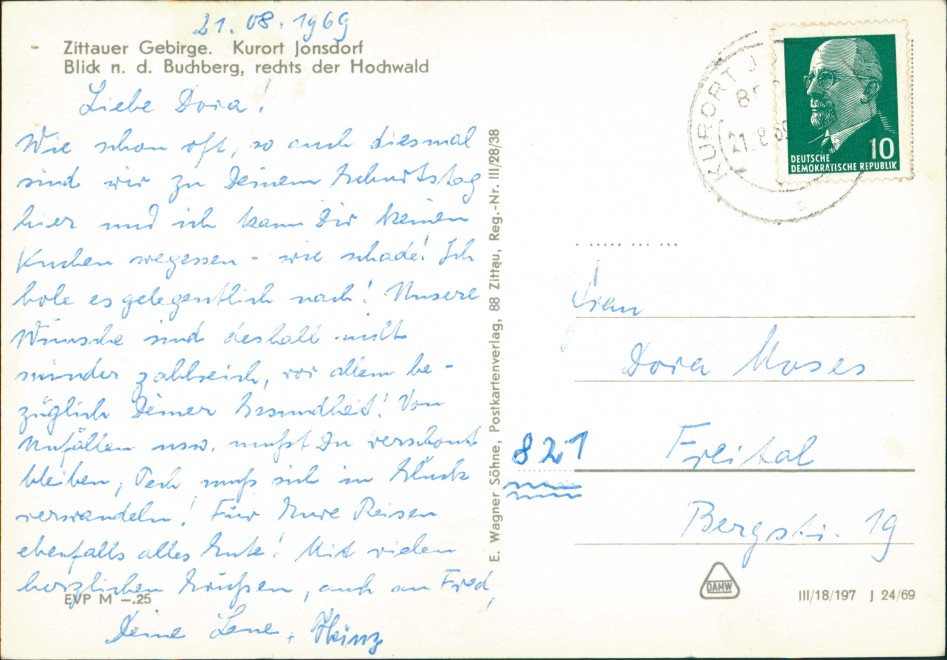 21.08.1969
Zittauer Gebirge. Kurort Jonsdorf
Blick n. d. Buchberg, rechts der Hochwald
Liebe Dora!
Wie schon oft, so auch diesmal
sind wir zu Deinem Geburtstag
hier und ich kann Dir keinen
Kuchen wegessen - wie schade! Ich
hole es gelegentlich nach! Unsere
Wünsche sind deshalb nicht
minder zahlreich, vor allem be-
züglich Deiner Gesundheit! Von
Unfällen usw. mußt Du verschont
bleiben, Pech muß sich in Glück
verwandeln! Für Eure Reisen
ebenfalls alles Gute! Mit vielen
herzlichen Grüßen, auch an Fred,
EVP M —.25
Deine Lene + Heinz
E. Wagner Söhne, Postkartenverlag, 88 Zittau, Reg.-Nr. III/28/38
KURORT J
21.8.69
10
DEUTSCHE
DEMOKRATISCHE REPUBLIK
Frau
Dora Moses
821 Freital
Bergstr. 19
DAMW
III/18/197 J 24/69